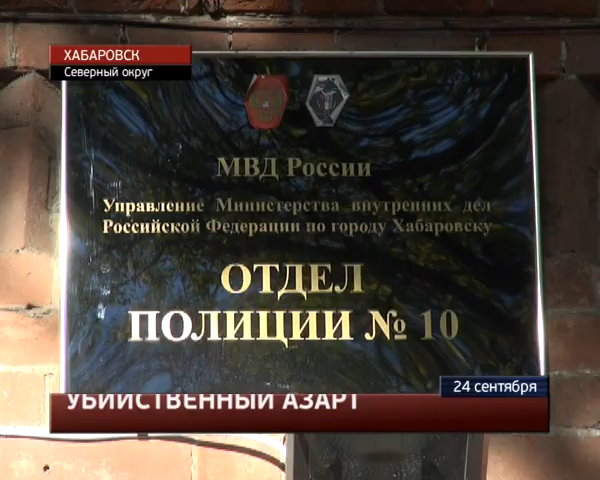 ХАБАРОВСК
Северный округ
МВД России
Управление Министерства внутренних дел
Российской Федерации по городу Хабаровску
ОТДЕЛ
ПОЛИЦИИ № 10
24 сентября
УБИЙСТВЕННЫЙ АЗАРТ